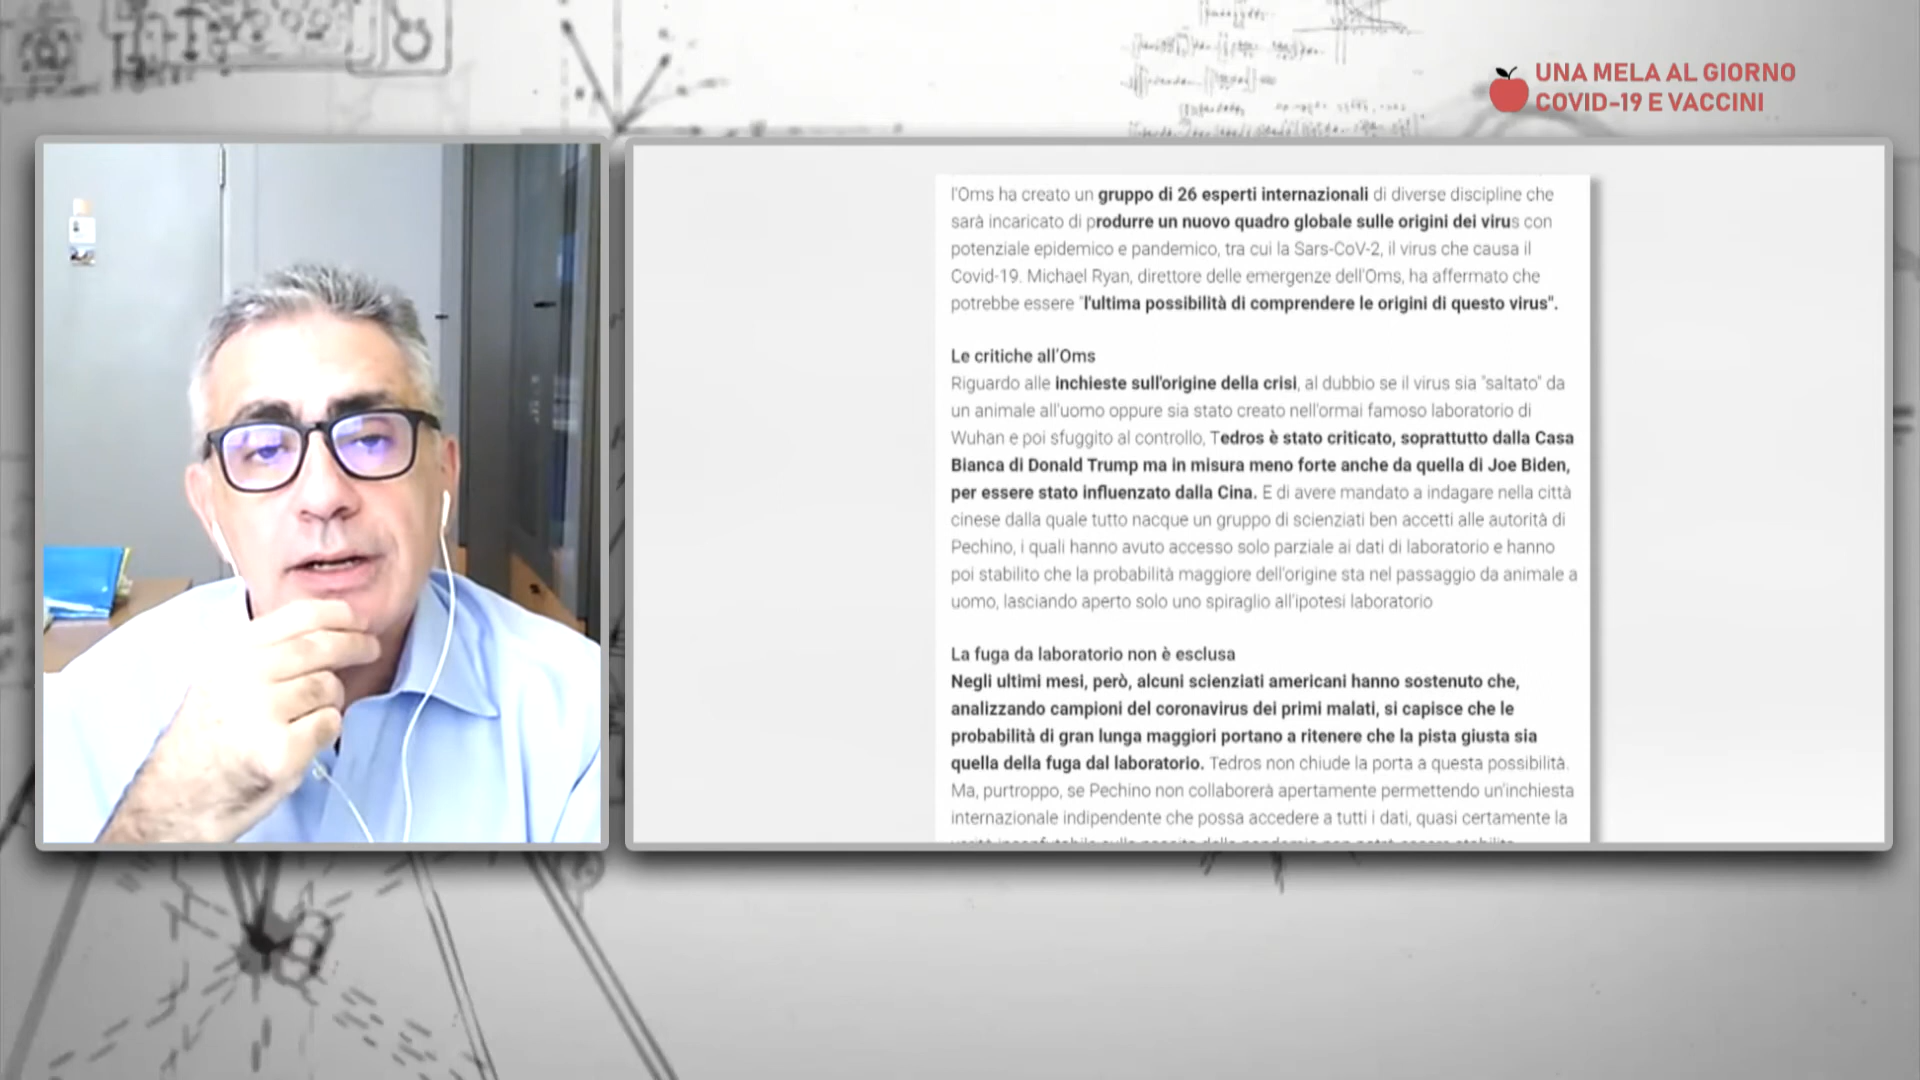 UNA MELA AL GIORNO
COVID-19 E VACCINI
l'Oms ha creato un gruppo di 26 esperti internazionali di diverse discipline che
sarà incaricato di produrre un nuovo quadro globale sulle origini dei virus con
potenziale epidemico e pandemico, tra cui la Sars-CoV-2, il virus che causa il
Covid-19. Michael Ryan, direttore delle emergenze dell'Oms, ha affermato che
potrebbe essere "l'ultima possibilità di comprendere le origini di questo virus".
Le critiche all'Oms
Riguardo alle inchieste sull'origine della crisi, al dubbio se il virus sia "saltato" da
un animale all'uomo oppure sia stato creato nell'ormai famoso laboratorio di
Wuhan e poi sfuggito al controllo, Tedros è stato criticato, soprattutto dalla Casa
Bianca di Donald Trump ma in misura meno forte anche da quella di Joe Biden,
per essere stato influenzato dalla Cina. E di avere mandato a indagare nella città
cinese dalla quale tutto nacque un gruppo di scienziati ben accetti alle autorità di
Pechino, i quali hanno avuto accesso solo parziale ai dati di laboratorio e hanno
poi stabilito che la probabilità maggiore dell'origine sta nel passaggio da animale a
uomo, lasciando aperto solo uno spiraglio all'ipotesi laboratorio
La fuga da laboratorio non è esclusa
Negli ultimi mesi, però, alcuni scienziati americani hanno sostenuto che,
analizzando campioni del coronavirus dei primi malati, si capisce che le
probabilità di gran lunga maggiori portano a ritenere che la pista giusta sia
quella della fuga dal laboratorio. Tedros non chiude la porta a questa possibilità.
Ma, purtroppo, se Pechino non collaborerà apertamente permettendo un'inchiesta
internazionale indipendente che possa accedere a tutti i dati, quasi certamente la